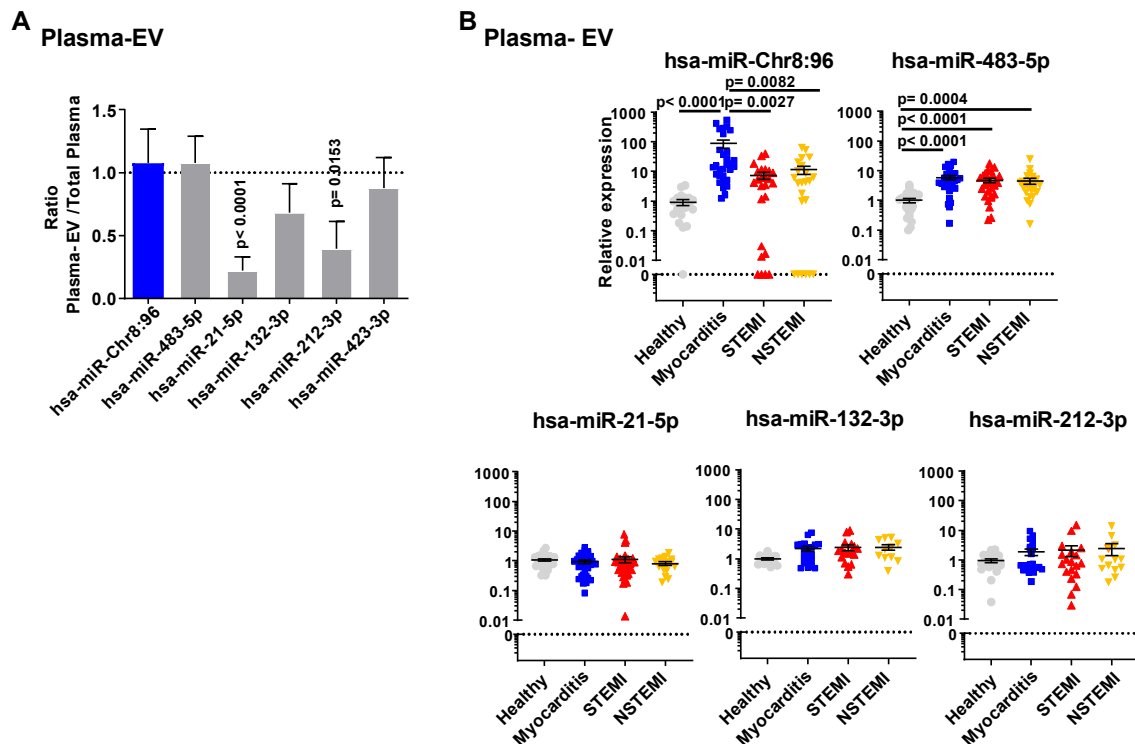 A
Plasma-EV
Ratio
Plasma- EV /Total Plasma
1.5
1.0
0.5
0.0
p< 0.0001
p= 0.0153
hsa-miR-Chr8:96
hsa-miR-483-5p
hsa-miR-21-5p
hsa-miR-132-3p
hsa-miR-212-3p
hsa-miR-423-3p
B
Plasma- EV
hsa-miR-Chr8:96
p= 0.0082
p< 0.0001
p= 0.0027
Relative expression
1000
100
10
1
0.1
0.01
0
Healthy
Myocarditis
STEMI
NSTEMI
hsa-miR-483-5p
p= 0.0004
p< 0.0001
p< 0.0001
1000
100
10
1
0.1
0.01
0
Healthy
Myocarditis
STEMI
NSTEMI
hsa-miR-21-5p
1000
100
10
1
0.1
0.01
0
Healthy
Myocarditis
STEMI
NSTEMI
hsa-miR-132-3p
1000
100
10
1
0.1
0.01
0
Healthy
Myocarditis
STEMI
NSTEMI
hsa-miR-212-3p
1000
100
10
1
0.1
0.01
0
Healthy
Myocarditis
STEMI
NSTEMI